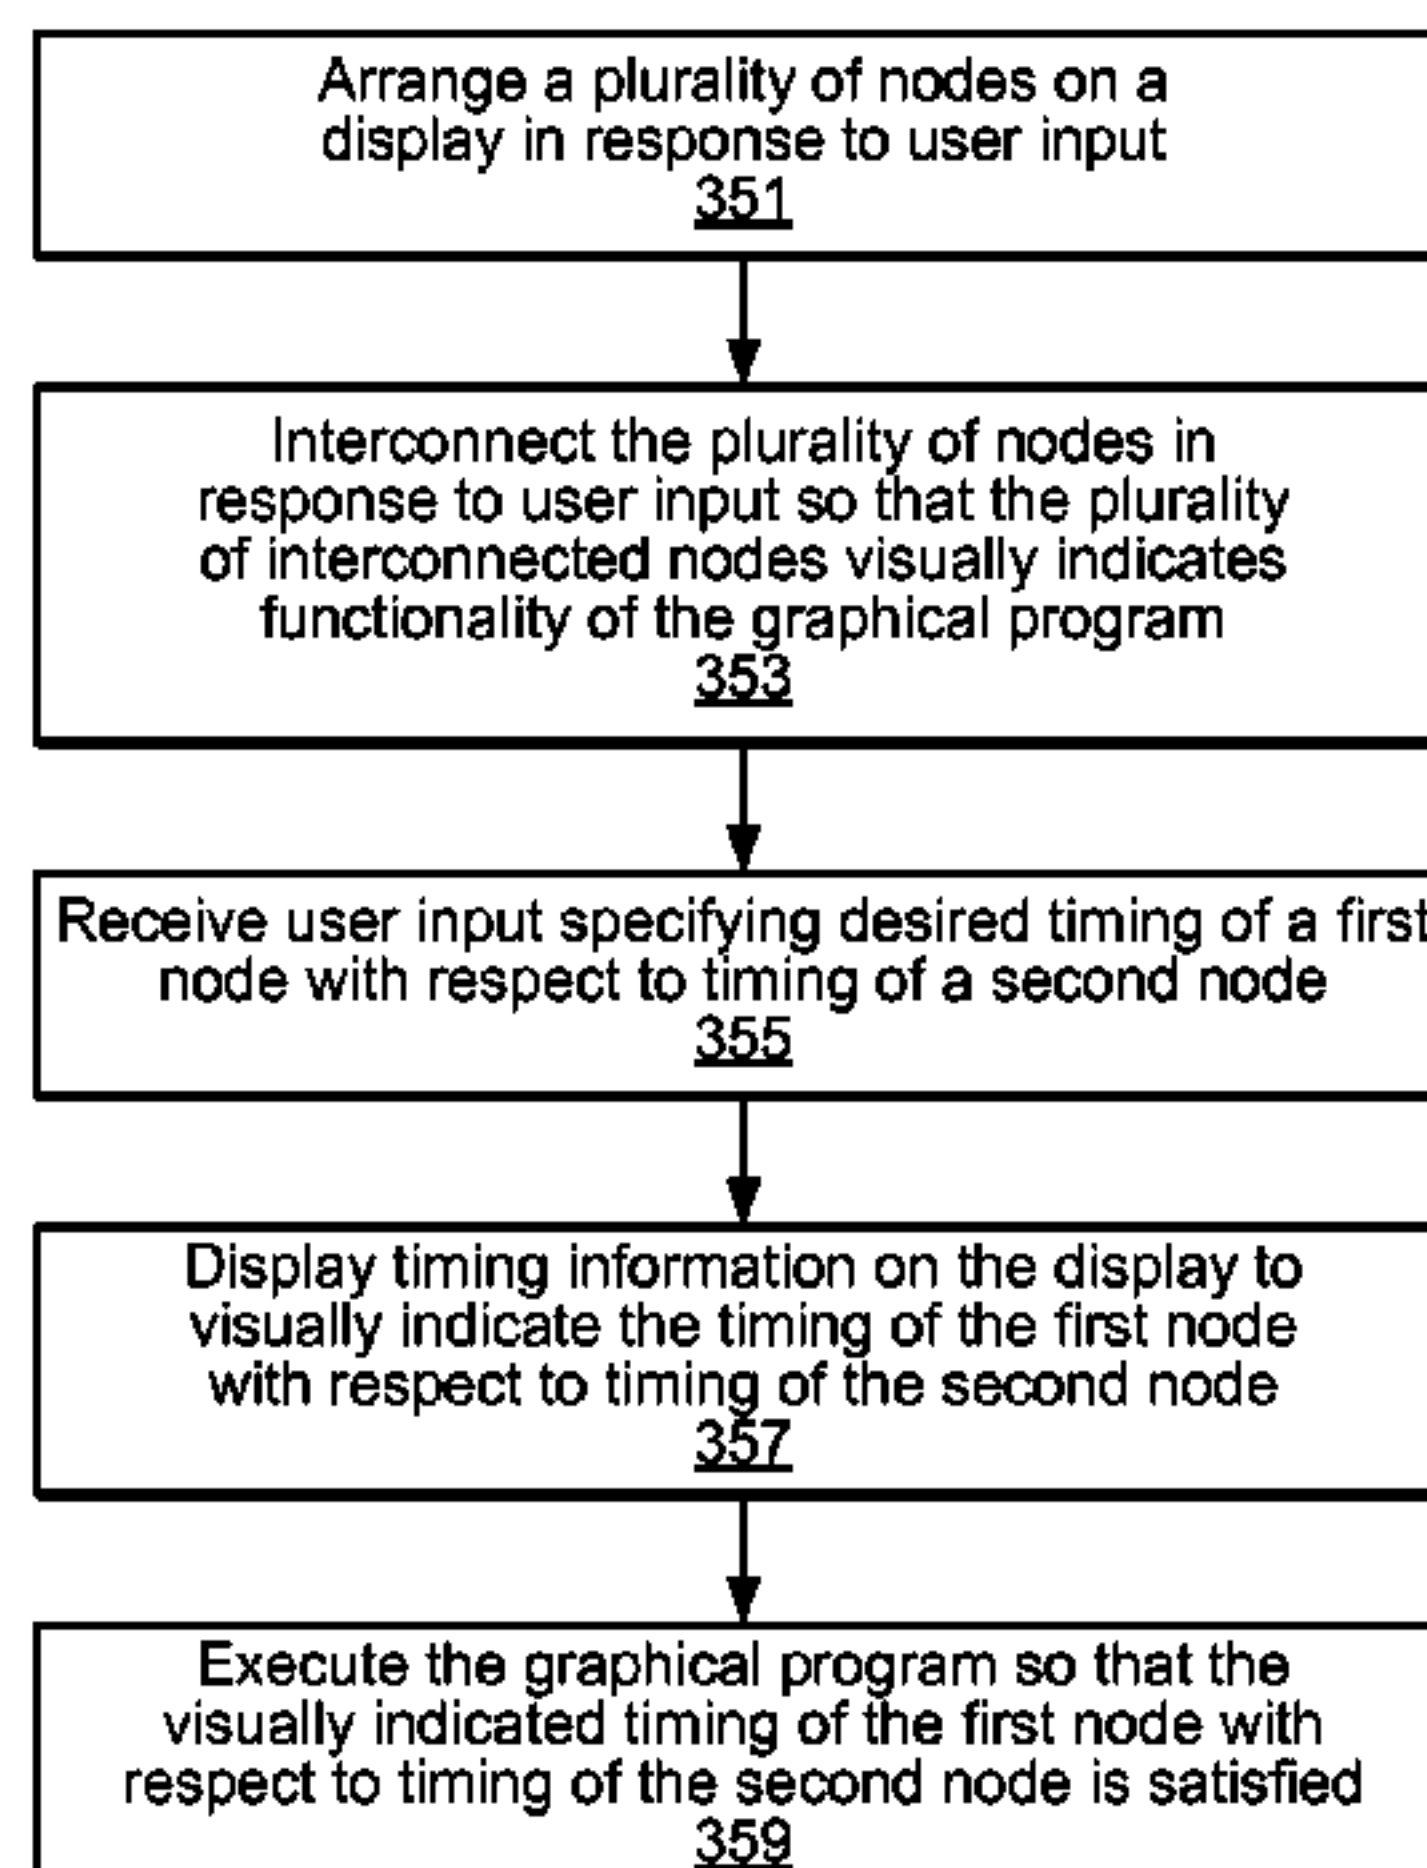 Arrange a plurality of nodes on a
display in response to user input
351
Interconnect the plurality of nodes in
response to user input so that the plurality
of interconnected nodes visually indicates
functionality of the graphical program
353
Receive user input specifying desired timing of a first
node with respect to timing of a second node
355
Display timing information on the display to
visually indicate the timing of the first node
with respect to timing of the second node
357
Execute the graphical program so that the
visually indicated timing of the first node with
respect to timing of the second node is satisfied
359